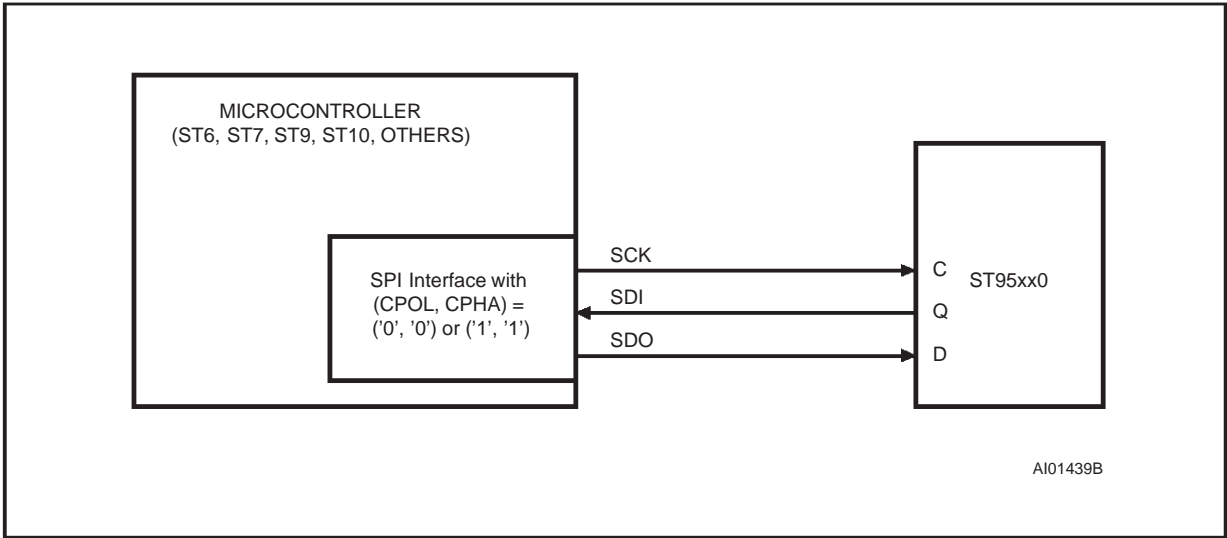 MICROCONTROLLER
(ST6, ST7, ST9, ST10, OTHERS)
SPI Interface with
(CPOL, CPHA) =
('0', '0') or ('1', '1')
SCK
SDI
SDO
C
Q
D
ST95xx0
AI01439B